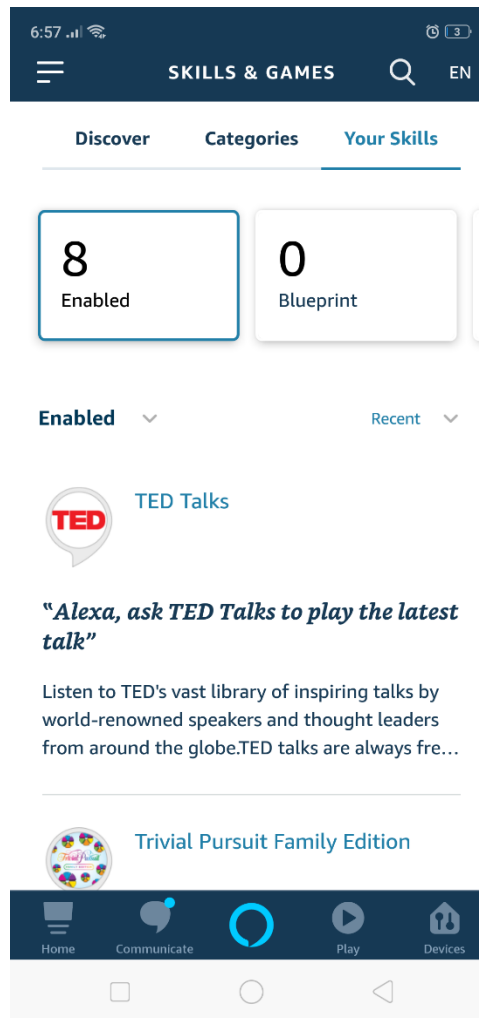 6:57
3
SKILLS & GAMES
EN
Discover Categories Your Skills
8
Enabled
0
Blueprint
Enabled
Recent
TED
TED Talks
“Alexa, ask TED Talks to play the latest
talk”
Listen to TED's vast library of inspiring talks by
world-renowned speakers and thought leaders
from around the globe.TED talks are always fre...
Trivial Pursuit
Trivial Pursuit Family Edition
Home Communicate Play Devices